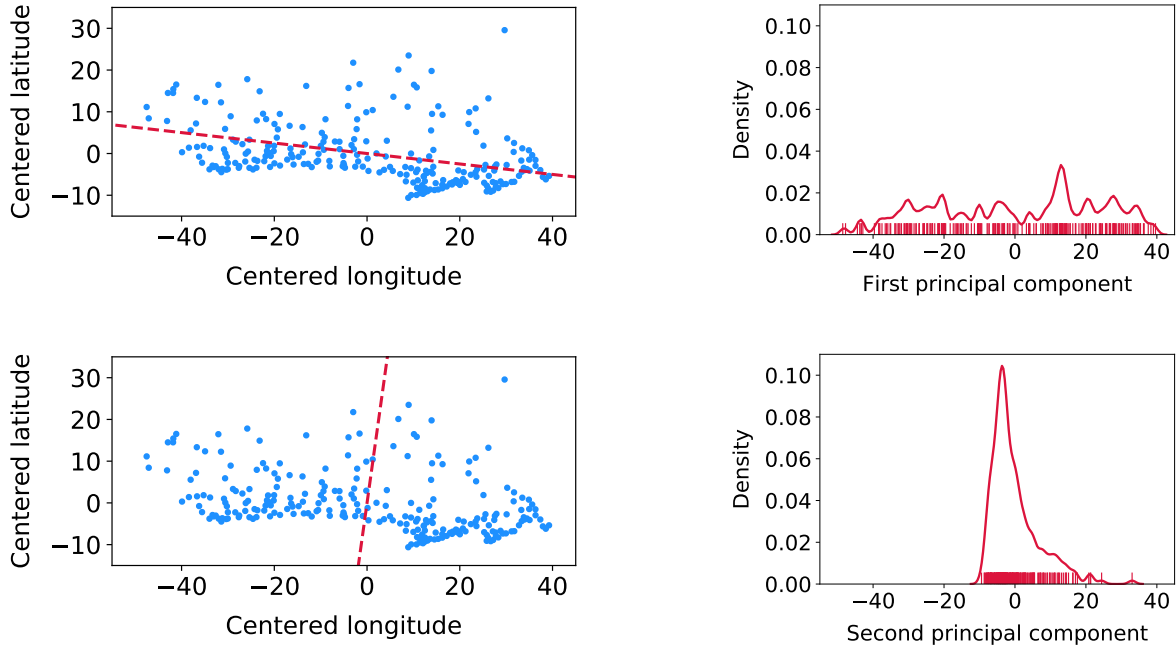 30
20
10
0
−10
−40 −20 0 20 40
Centered longitude
Centered latitude
0.10
0.08
0.06
0.04
0.02
0.00
−40 −20 0 20 40
First principal component
Density
30
20
10
0
−10
−40 −20 0 20 40
Centered longitude
Centered latitude
0.10
0.08
0.06
0.04
0.02
0.00
−40 −20 0 20 40
Second principal component
Density